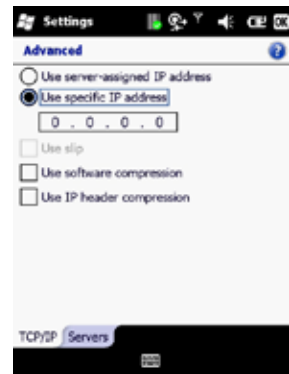 Settings
OK
Advanced
?
Use server-assigned IP address
Use specific IP address
0 . 0 . 0 . 0
Use slip
Use software compression
Use IP header compression
TCP/IP Servers